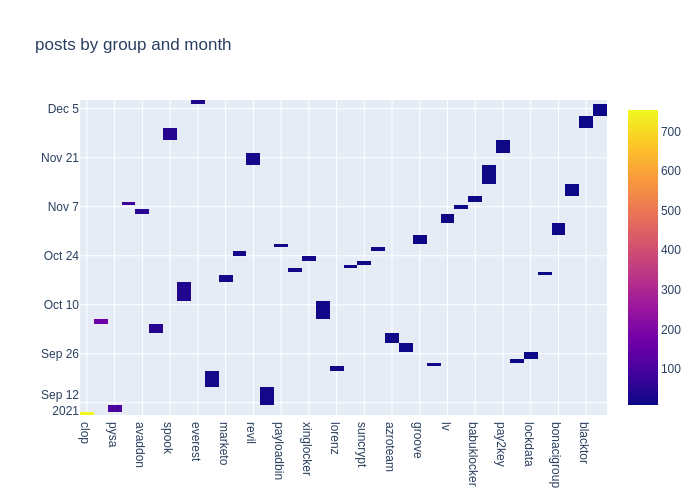 posts by group and month
Dec 5
Nov 21
Nov 7
Oct 24
Oct 10
Sep 26
Sep 12
2021
clop
pysa
avaddon
spook
everest
marketo
revil
payloadbin
xinglocker
lorenz
suncrypt
azroteam
groove
lv
babuklocker
pay2key
lockdata
bonacigroup
blacktor
700
600
500
400
300
200
100